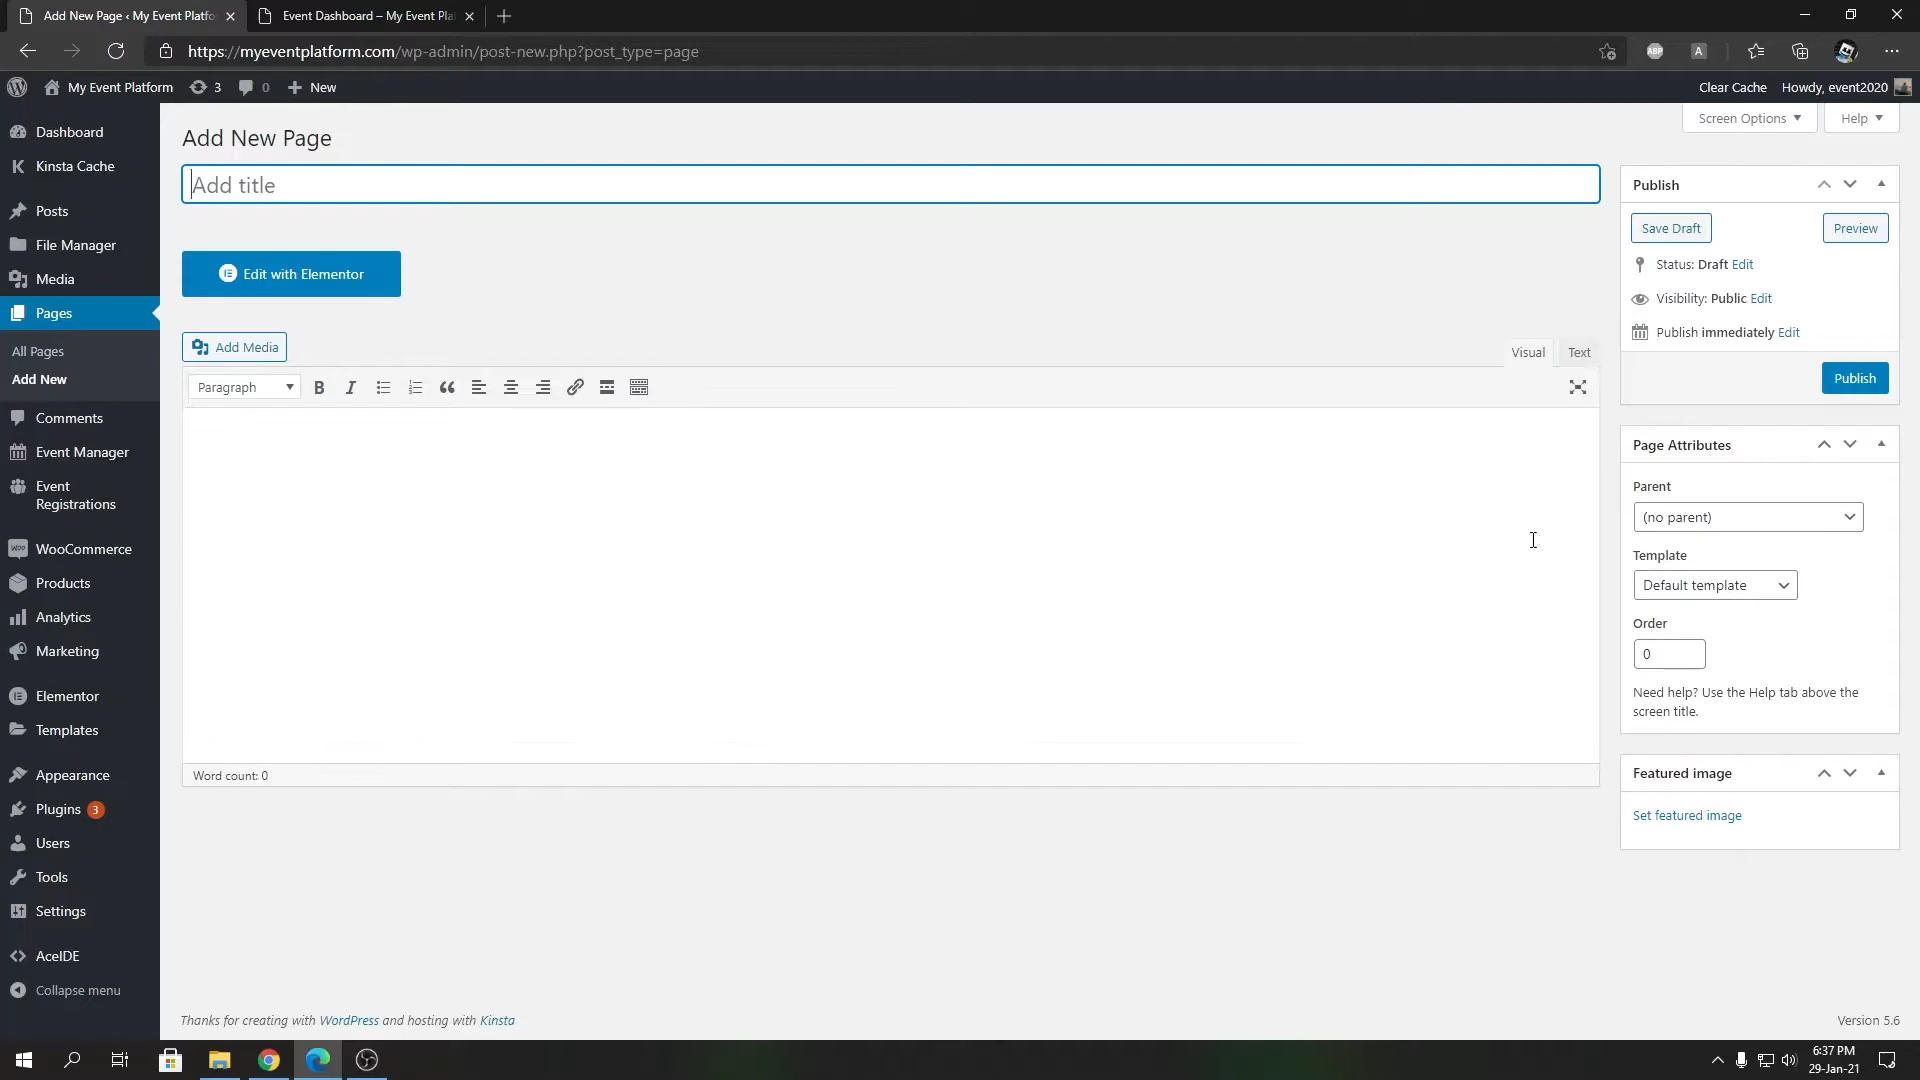 Add New Page ‹ My Event Platfo
Event Dashboard – My Event Pla
https://myeventplatform.com/wp-admin/post-new.php?post_type=page
ABP
A
My Event Platform
3
0
New
Clear Cache
Howdy, event2020
Dashboard
Kinsta Cache
Posts
File Manager
Media
Pages
All Pages
Add New
Comments
Event Manager
Event
Registrations
WooCommerce
Products
Analytics
Marketing
Elementor
Templates
Appearance
Plugins 3
Users
Tools
Settings
AceIDE
Collapse menu
Screen Options
Help
Add New Page
Add title
Edit with Elementor
Add Media
Visual
Text
Paragraph
B
I
Word count: 0
Publish
Save Draft
Preview
Status: Draft Edit
Visibility: Public Edit
Publish immediately Edit
Publish
Page Attributes
Parent
(no parent)
Template
Default template
Order
0
Need help? Use the Help tab above the
screen title.
Featured image
Set featured image
Thanks for creating with WordPress and hosting with Kinsta
Version 5.6
6:37 PM
29-Jan-21